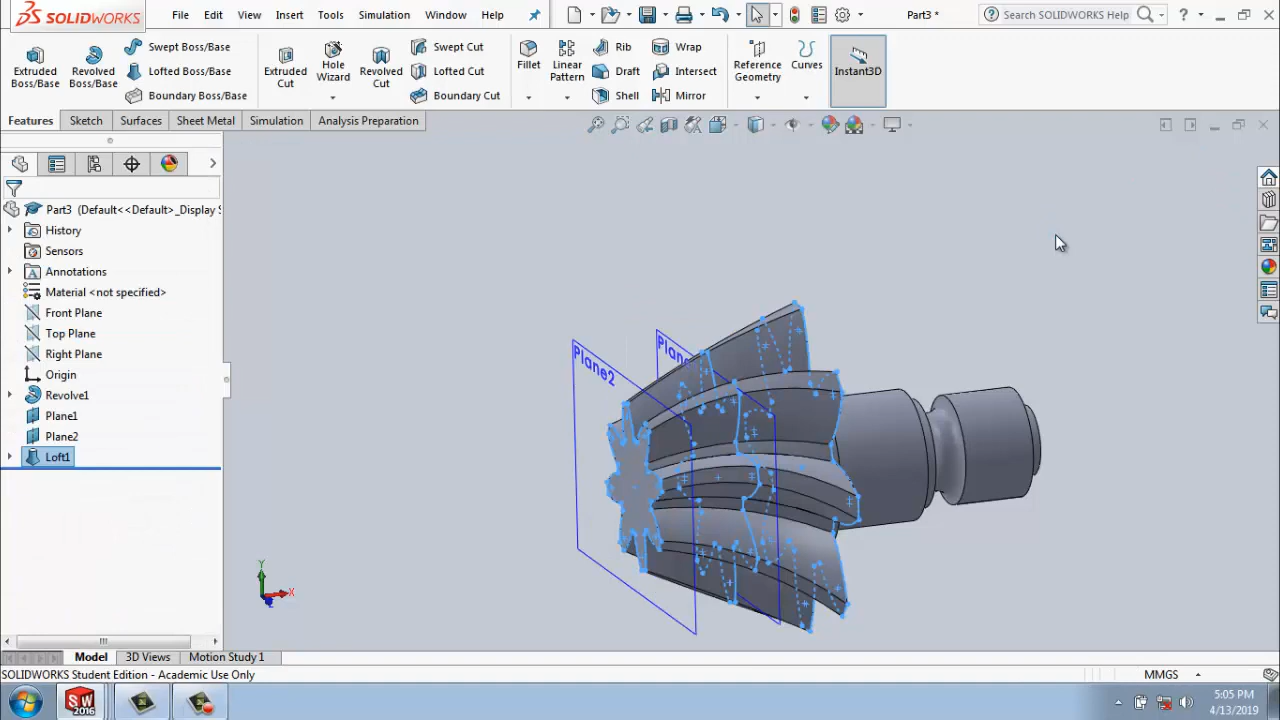 SOLIDWORKS File Edit View Insert Tools Simulation Window Help Part3 * Search SOLIDWORKS Help
Extruded Boss/Base
Revolved Boss/Base
Swept Boss/Base
Lofted Boss/Base
Boundary Boss/Base
Extruded Cut
Hole Wizard
Revolved Cut
Swept Cut
Lofted Cut
Boundary Cut
Fillet
Linear Pattern
Rib
Draft
Shell
Wrap
Intersect
Mirror
Reference Geometry
Curves
Instant3D
Features Sketch Surfaces Sheet Metal Simulation Analysis Preparation
Part3 (Default<<Default>_Display S
History
Sensors
Annotations
Material <not specified>
Front Plane
Top Plane
Right Plane
Origin
Revolve1
Plane1
Plane2
Loft1
Plane2
Plane
Y
X
Z
Model 3D Views Motion Study 1
SOLIDWORKS Student Edition - Academic Use Only MMGS
SW 2016
5:05 PM
4/13/2019